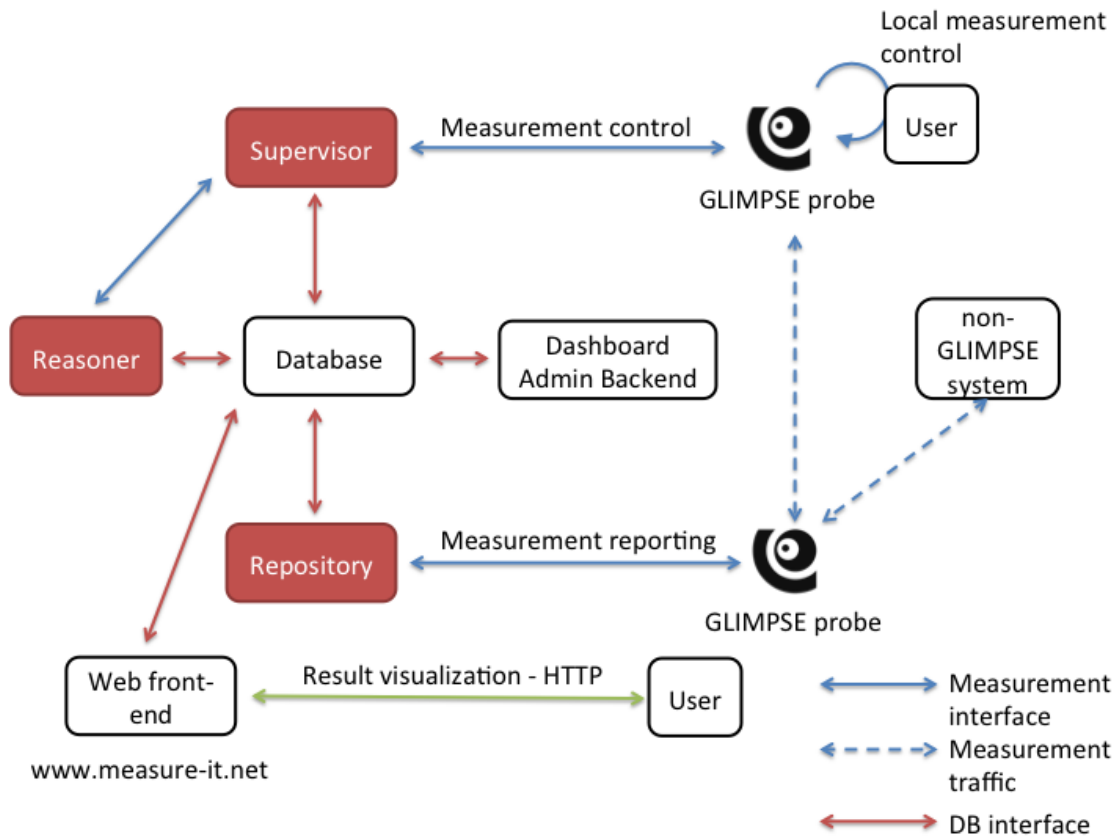 Local measurement
control
Supervisor
Measurement control
User
GLIMPSE probe
Reasoner
Database
Dashboard
Admin Backend
non-
GLIMPSE
system
Repository
Measurement reporting
GLIMPSE probe
Web front-
end
Result visualization - HTTP
User
www.measure-it.net
Measurement
interface
Measurement
traffic
DB interface